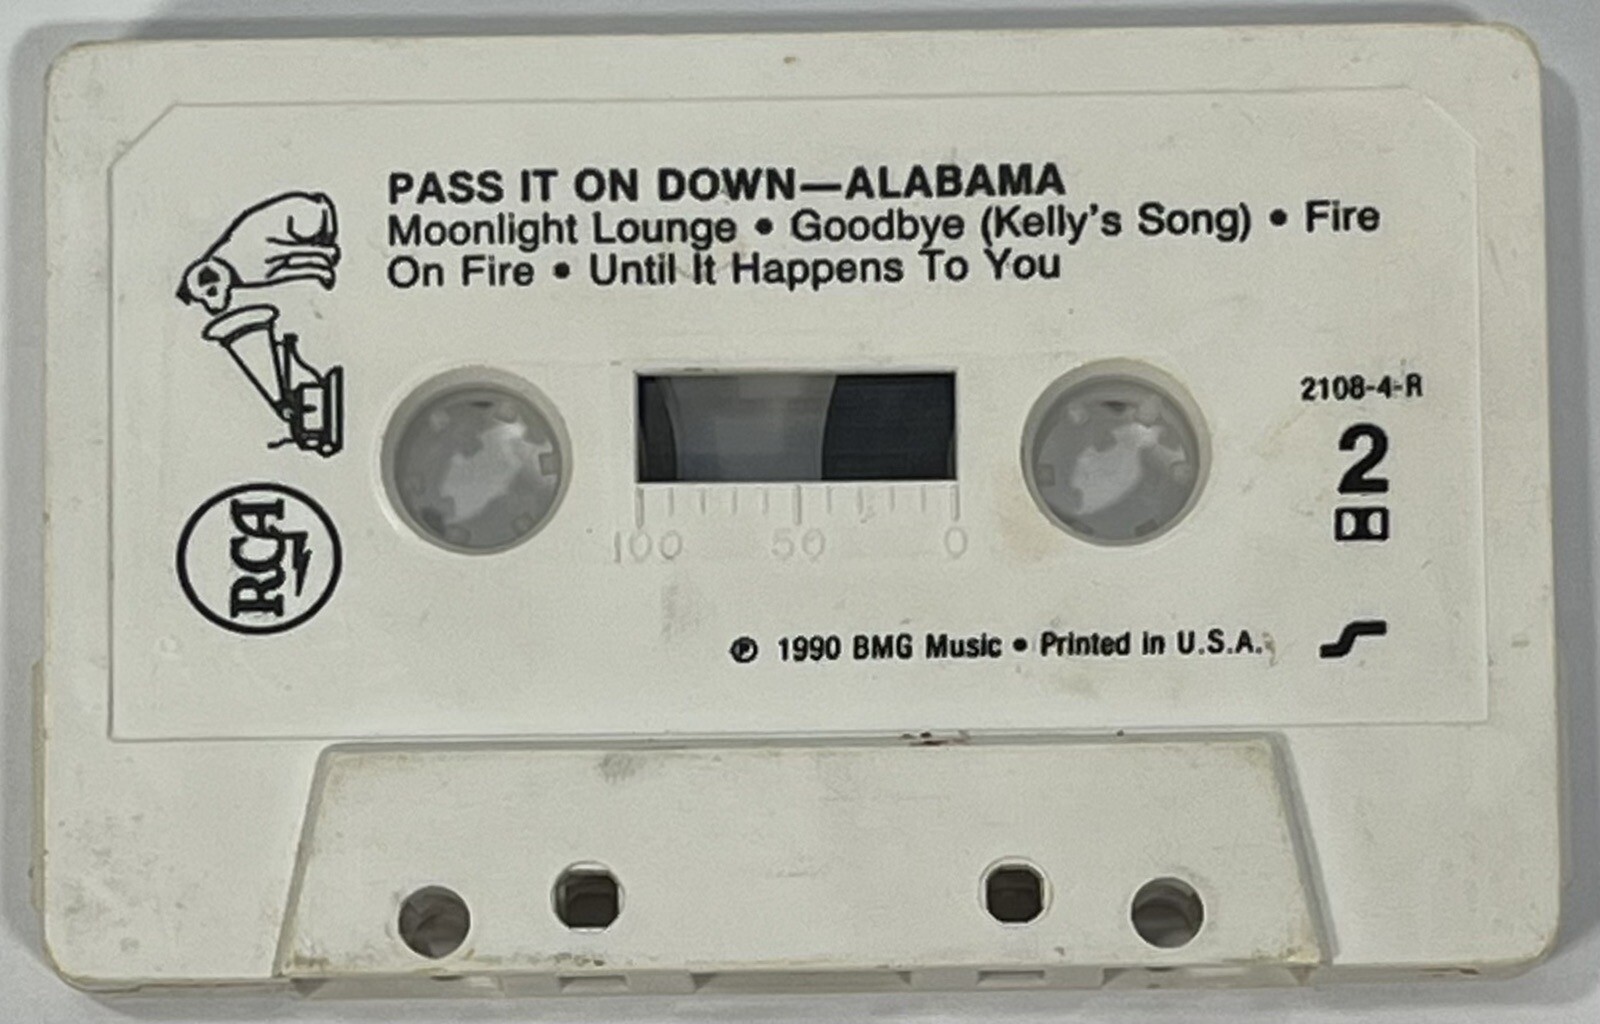 PASS IT ON DOWN—ALABAMA
Moonlight Lounge • Goodbye (Kelly's Song) • Fire
On Fire • Until It Happens To You
2108-4-R
2
100 50 0
RCA
℗ 1990 BMG Music • Printed in U.S.A.